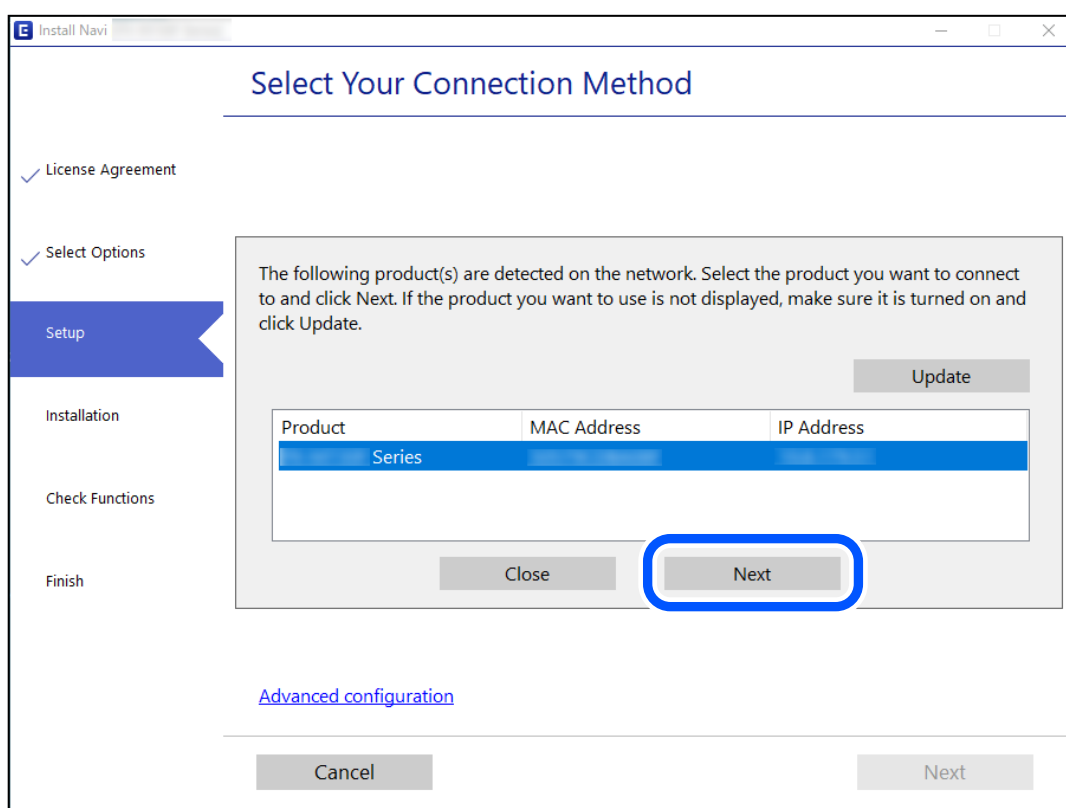 E Install Navi
Select Your Connection Method
License Agreement
Select Options
Setup
Installation
Check Functions
Finish
The following product(s) are detected on the network. Select the product you want to connect
to and click Next. If the product you want to use is not displayed, make sure it is turned on and
click Update.
Update
Product MAC Address IP Address
Series
Close Next
Advanced configuration
Cancel Next